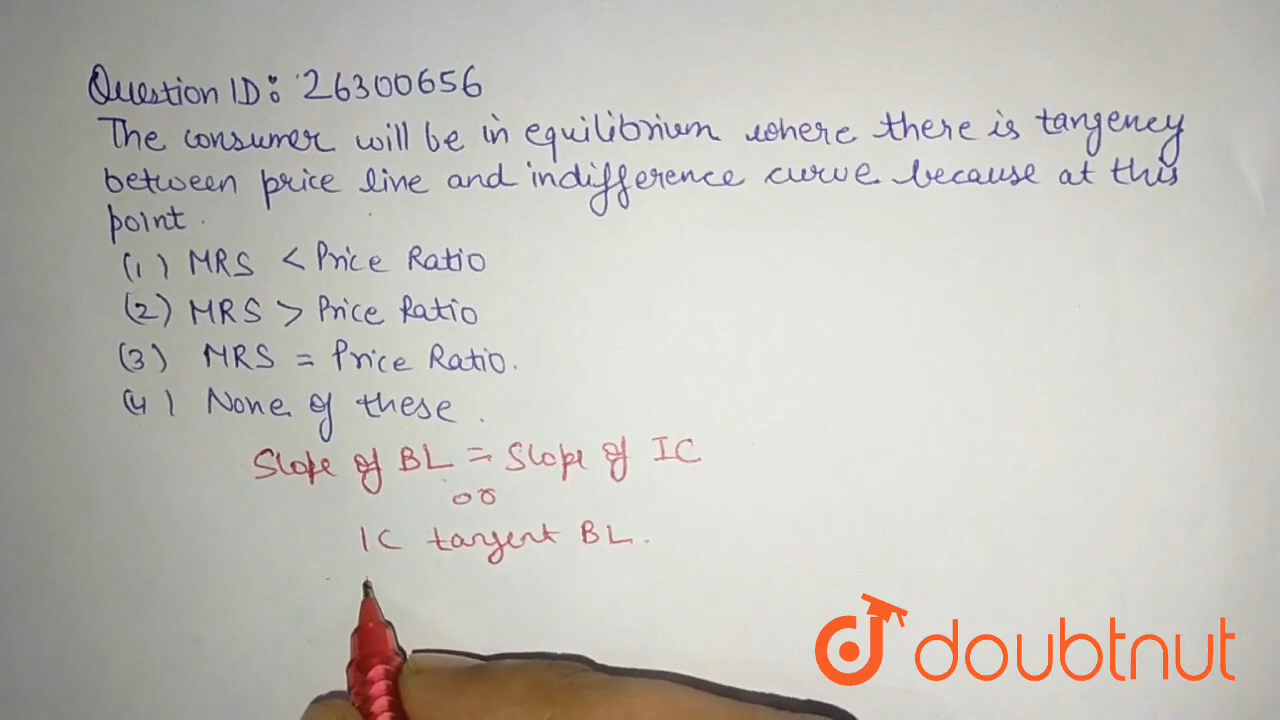 Question ID: 26300656
The consumer will be in equilibrium where there is tangency
between price line and indifference curve because at this
point.
(1) MRS < Price Ratio
(2) MRS > Price Ratio
(3) MRS = Price Ratio.
(4) None of these.
Slope of BL = Slope of IC
or
IC tangent BL.
doubtnut